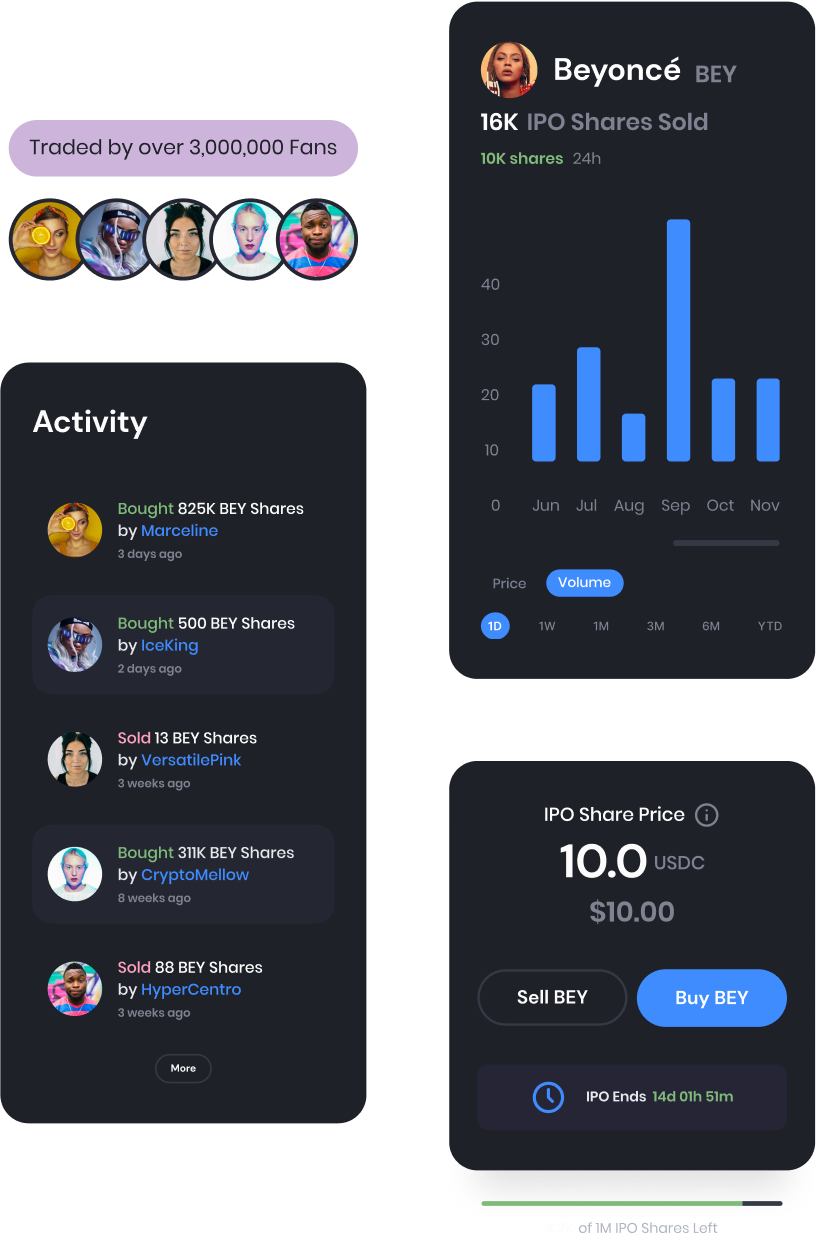 Traded by over 3,000,000 Fans
Activity
Bought 825K BEY Shares
by Marceline
3 days ago
Bought 500 BEY Shares
by IceKing
2 days ago
Sold 13 BEY Shares
by VersatilePink
3 weeks ago
Bought 311K BEY Shares
by CryptoMellow
8 weeks ago
Sold 88 BEY Shares
by HyperCentro
3 weeks ago
More
Beyoncé BEY
16K IPO Shares Sold
10K shares 24h
40
30
20
10
0 Jun Jul Aug Sep Oct Nov
Price Volume
1D 1W 1M 3M 6M YTD
IPO Share Price
10.0 USDC
$10.00
Sell BEY Buy BEY
IPO Ends 14d 01h 51m
of 1M IPO Shares Left